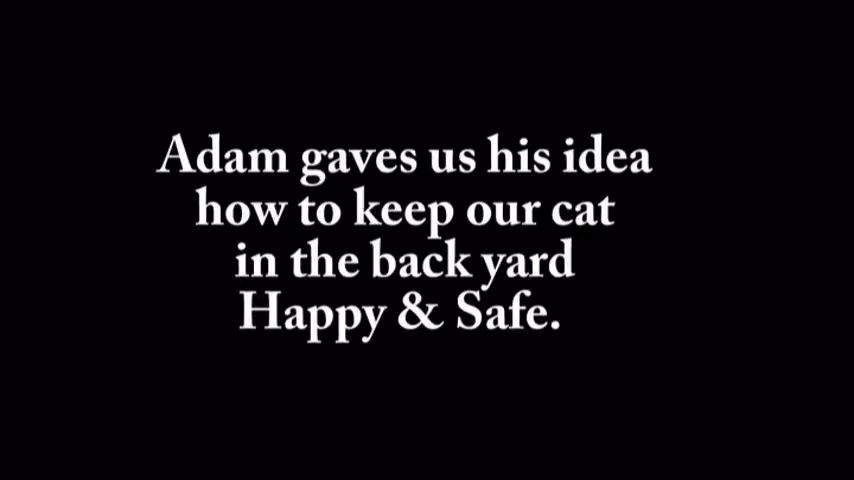 Adam gaves us his idea
how to keep our cat
in the back yard
Happy & Safe.